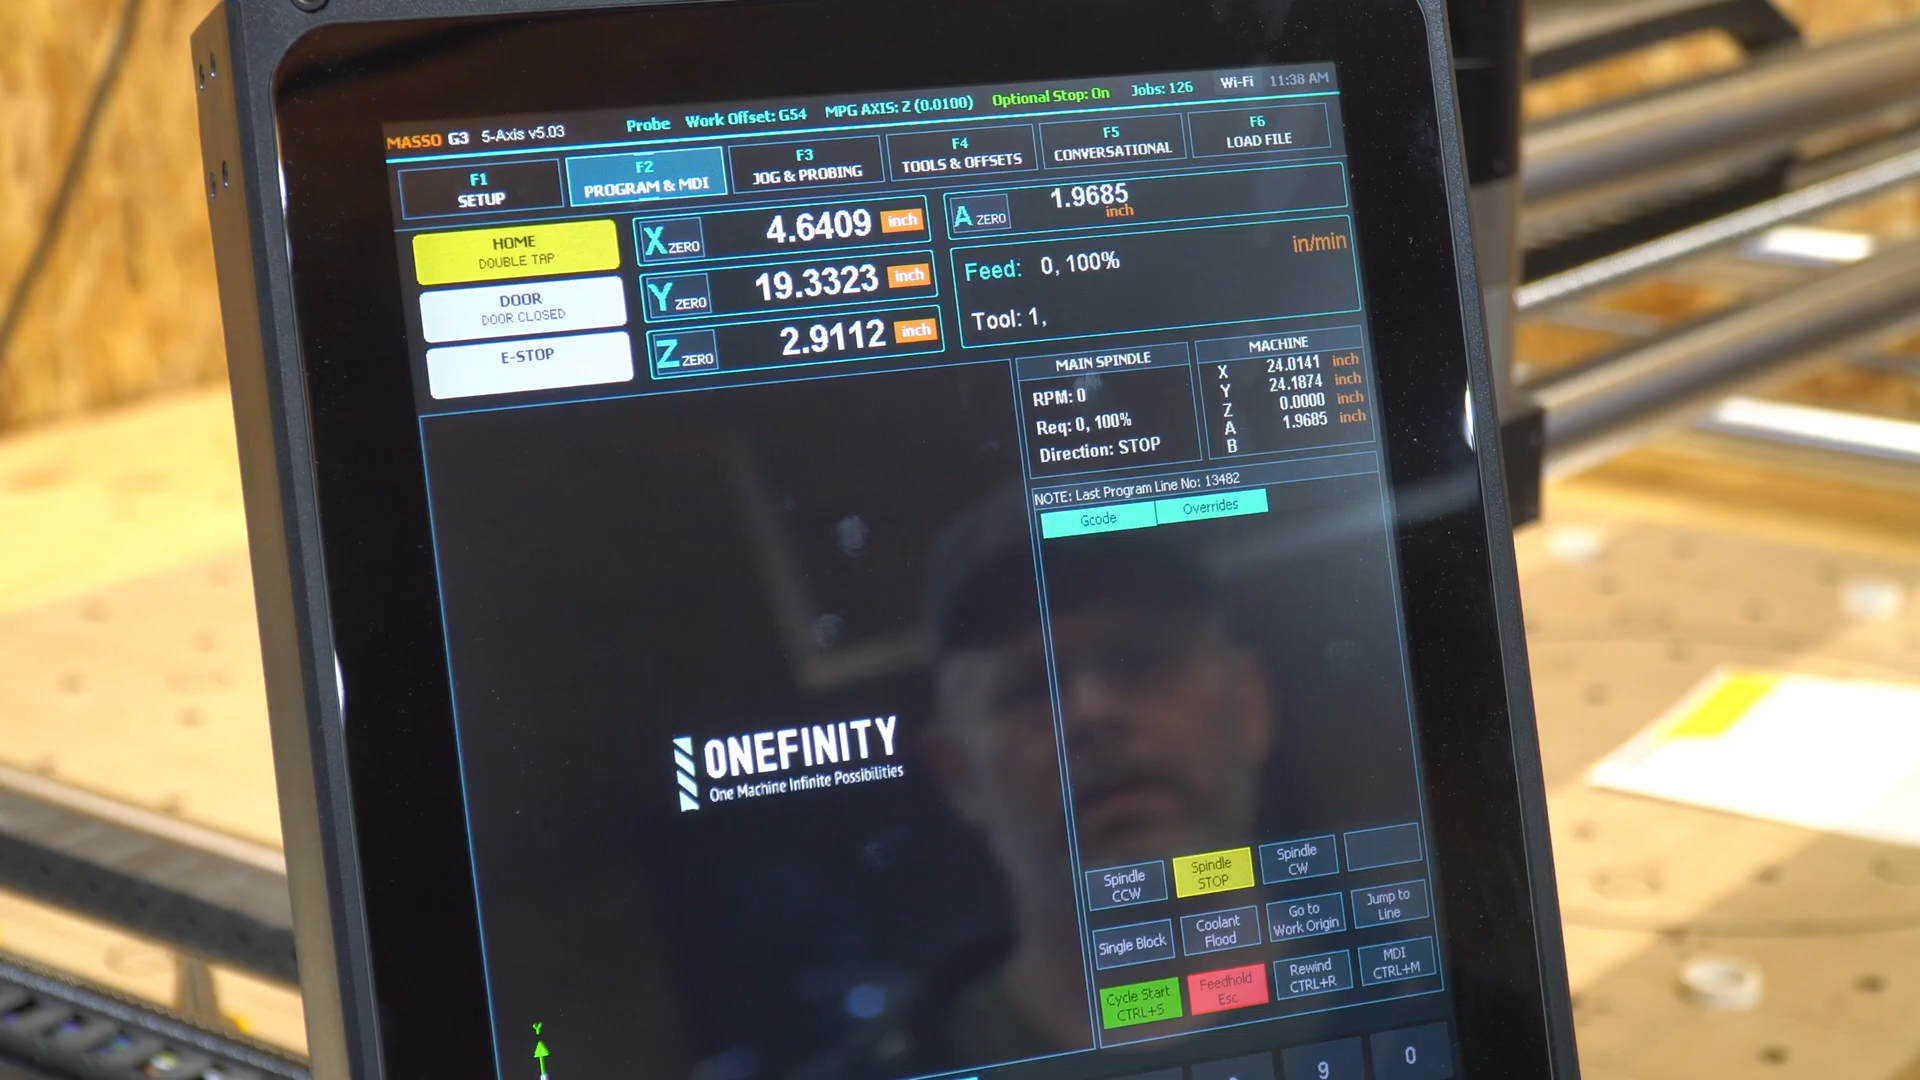 MASSO G3 5-Axis v5.03 Probe Work Offset: G54 MPG AXIS: Z (0.0100) Optional Stop: On Jobs: 126 Wi-Fi 11:38 AM
F1
SETUP
F2
PROGRAM & MDI
F3
JOG & PROBING
F4
TOOLS & OFFSETS
F5
CONVERSATIONAL
F6
LOAD FILE
HOME
DOUBLE TAP
DOOR
DOOR CLOSED
E-STOP
X ZERO 4.6409 inch
Y ZERO 19.3323 inch
Z ZERO 2.9112 inch
A ZERO 1.9685
inch
Feed: 0, 100% in/min
Tool: 1,
MAIN SPINDLE
RPM: 0
Req: 0, 100%
Direction: STOP
MACHINE
X 24.0141 inch
Y 24.1874 inch
Z 0.0000 inch
A 1.9685 inch
B
NOTE: Last Program Line No: 13482
Gcode Overrides
ONEFINITY
One Machine Infinite Possibilities
Spindle
CCW
Spindle
STOP
Spindle
CW
Single Block
Coolant
Flood
Go to
Work Origin
Jump to
Line
Cycle Start
CTRL+S
Feedhold
Esc
Rewind
CTRL+R
MDI
CTRL+M
Y
9 0